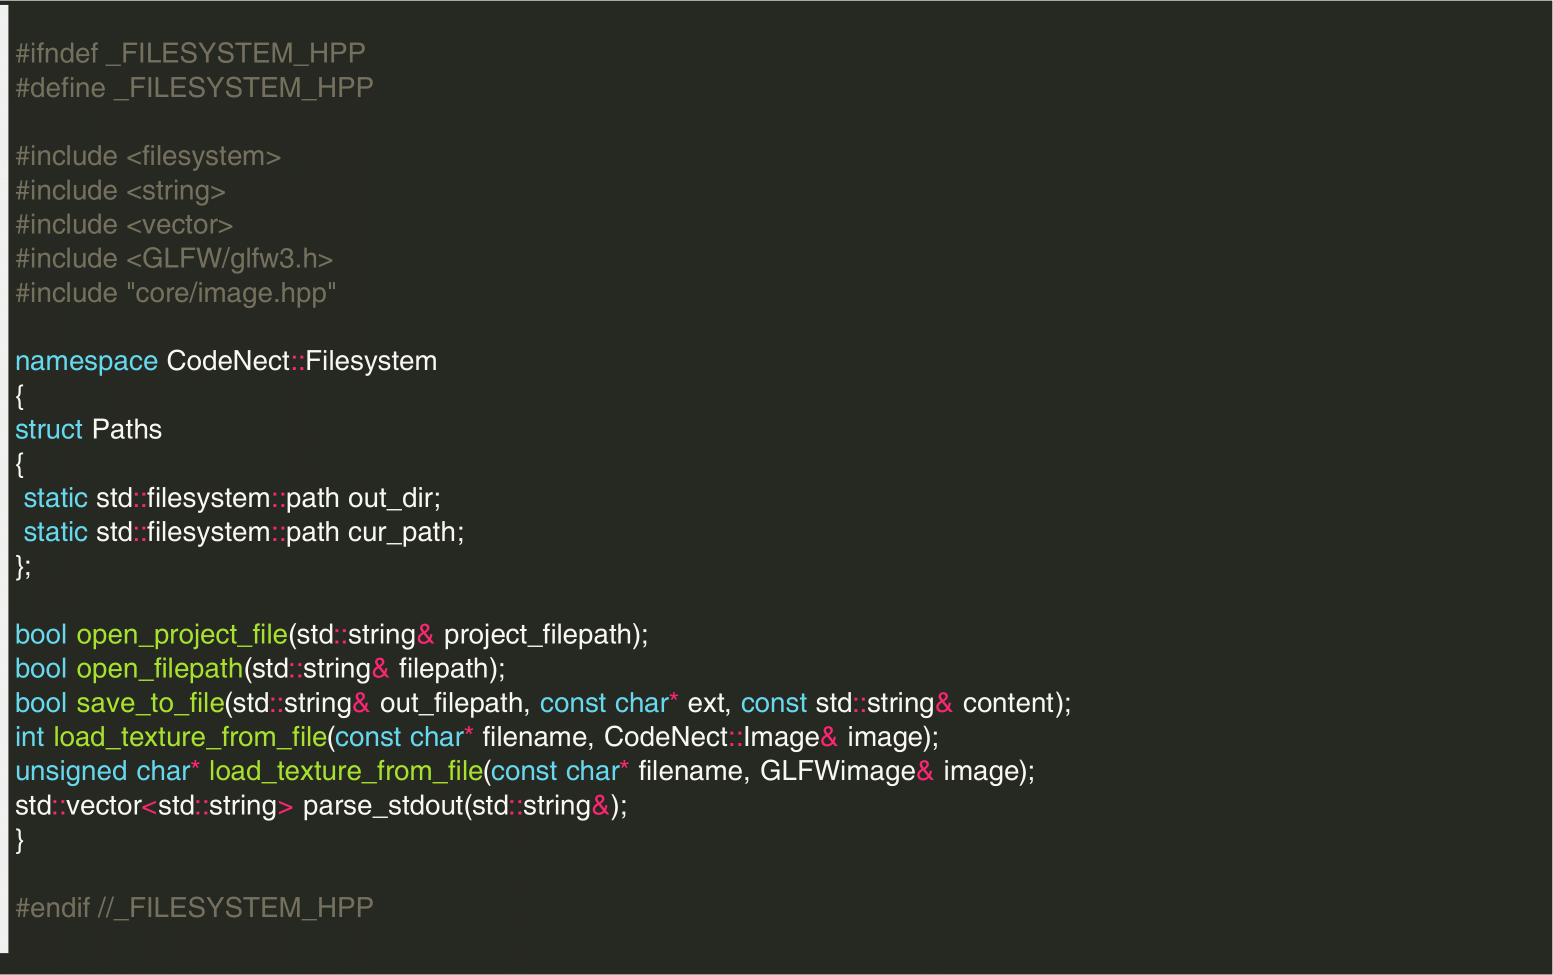 #ifndef _FILESYSTEM_HPP
#define _FILESYSTEM_HPP
#include <filesystem>
#include <string>
#include <vector>
#include <GLFW/glfw3.h>
#include "core/image.hpp"
namespace CodeNect::Filesystem
{
struct Paths
{
 static std::filesystem::path out_dir;
 static std::filesystem::path cur_path;
};
bool open_project_file(std::string& project_filepath);
bool open_filepath(std::string& filepath);
bool save_to_file(std::string& out_filepath, const char* ext, const std::string& content);
int load_texture_from_file(const char* filename, CodeNect::Image& image);
unsigned char* load_texture_from_file(const char* filename, GLFWimage& image);
std::vector<std::string> parse_stdout(std::string&);
}
#endif //_FILESYSTEM_HPP